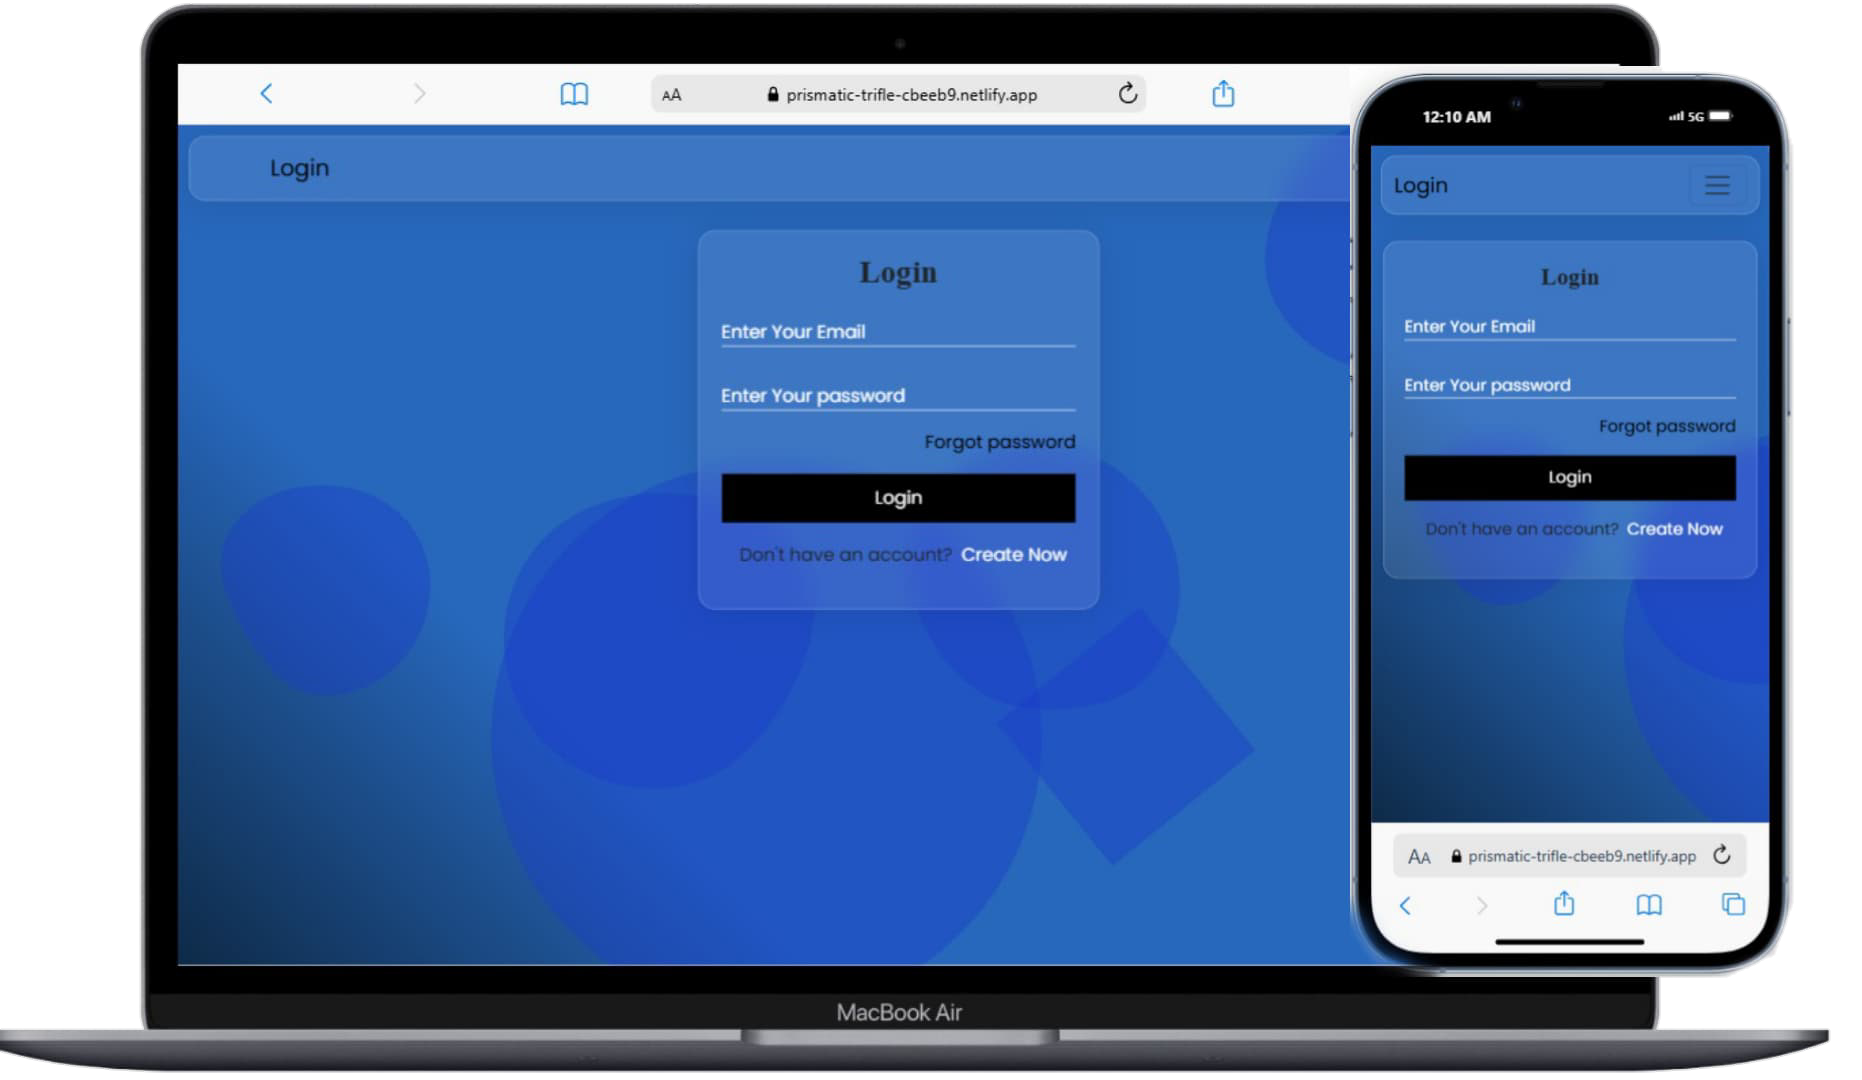 AA prismatic-trifle-cbeeb9.netlify.app
Login
Login
Enter Your Email
Enter Your password
Forgot password
Login
Don't have an account? Create Now
MacBook Air
12:10 AM 5G
Login
Login
Enter Your Email
Enter Your password
Forgot password
Login
Don't have an account? Create Now
AA prismatic-trifle-cbeeb9.netlify.app